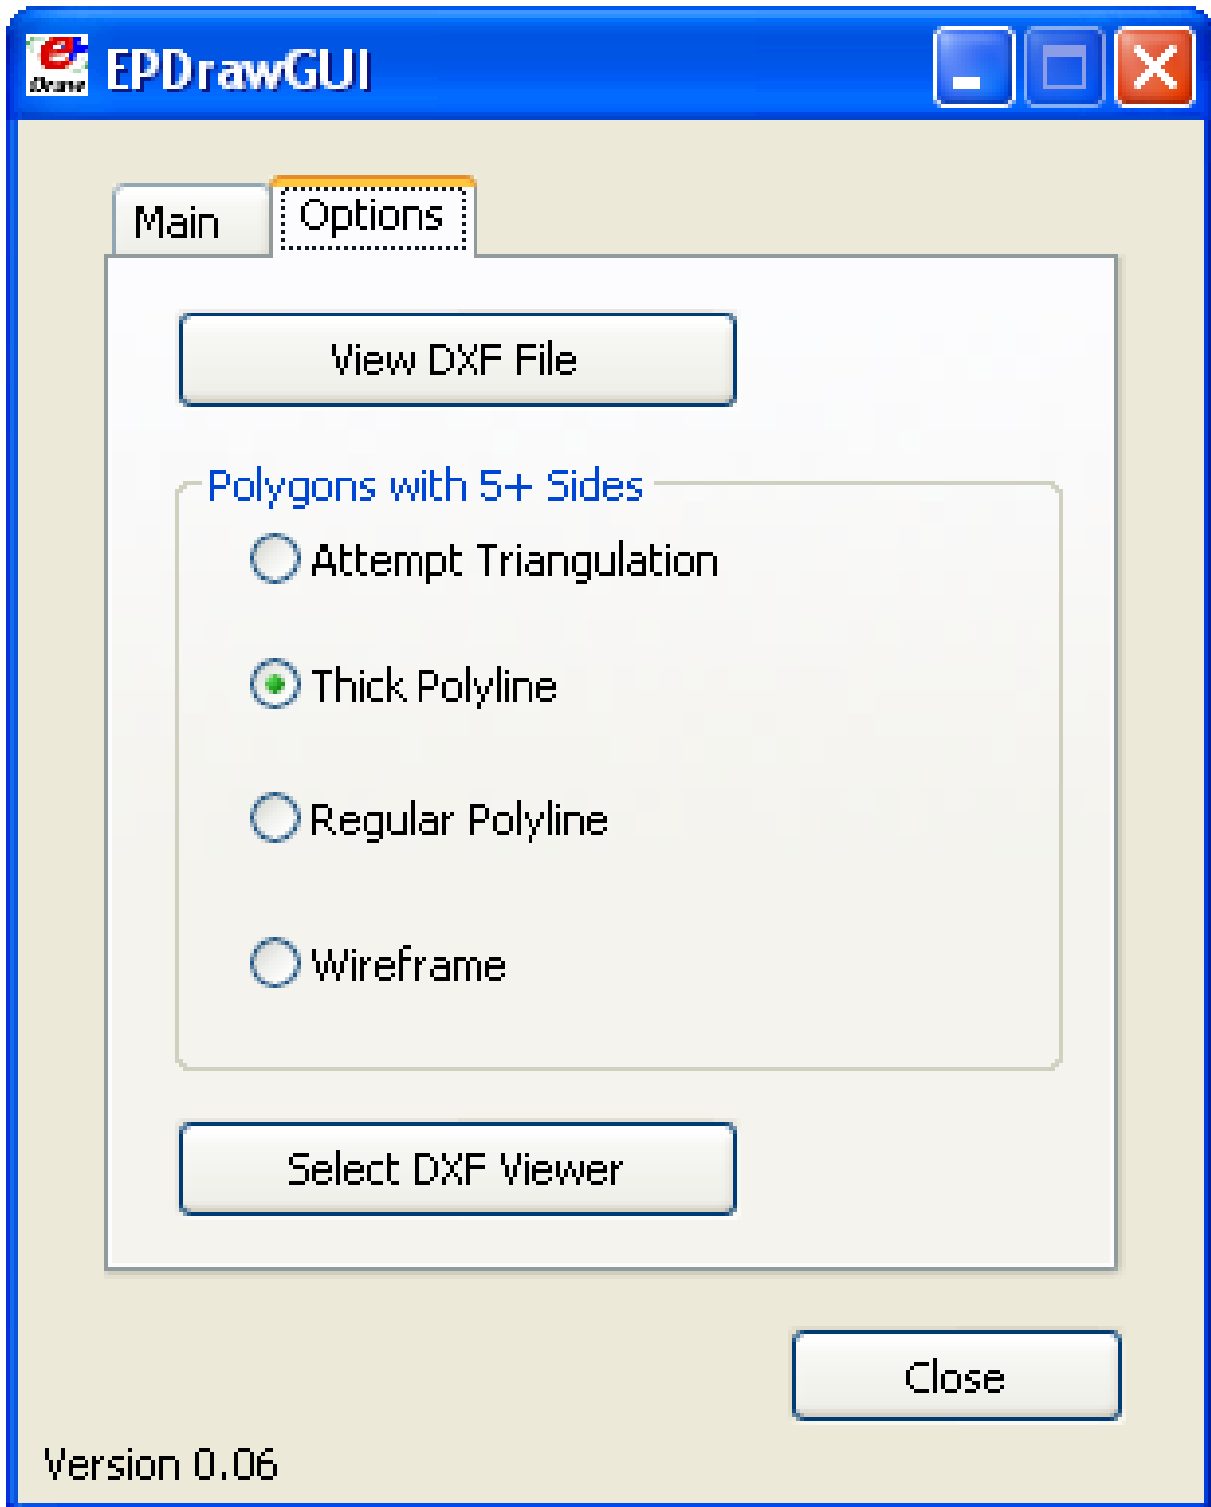 EPDrawGUI
Main
Options
View DXF File
Polygons with 5+ Sides
Attempt Triangulation
Thick Polyline
Regular Polyline
Wireframe
Select DXF Viewer
Close
Version 0.06